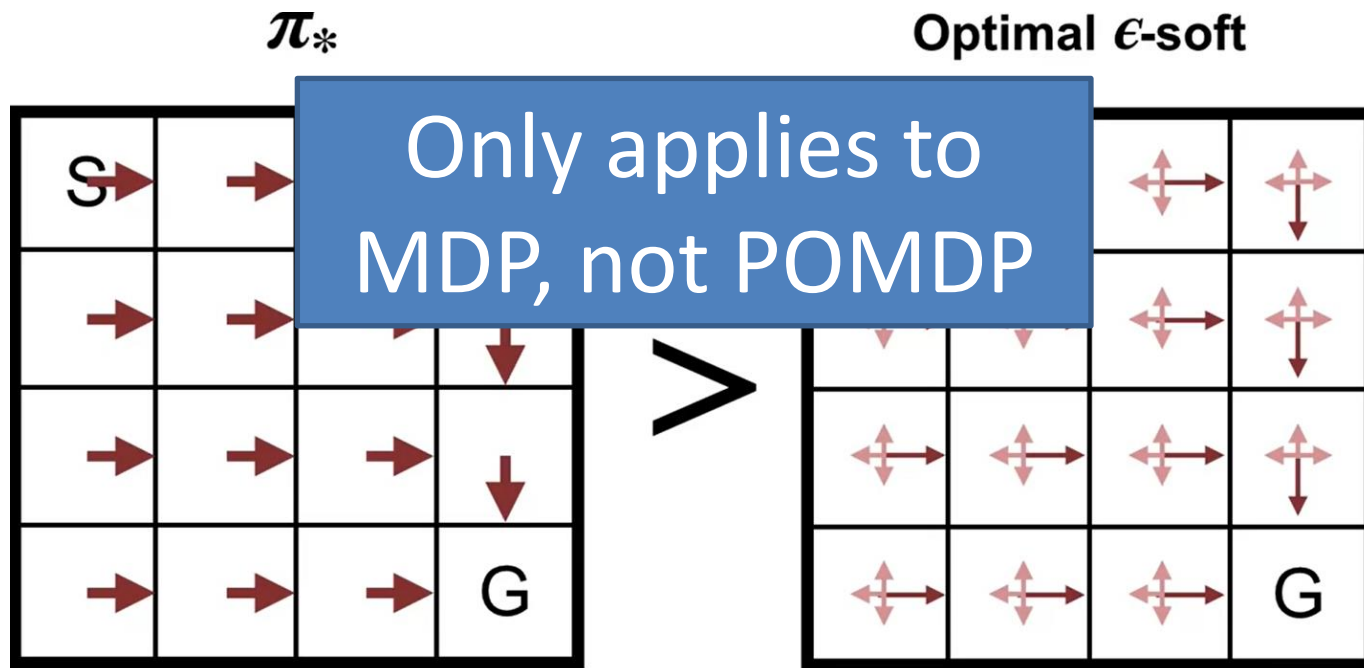 π*
Optimal ϵ-soft
Only applies to
MDP, not POMDP
S
>
G
G